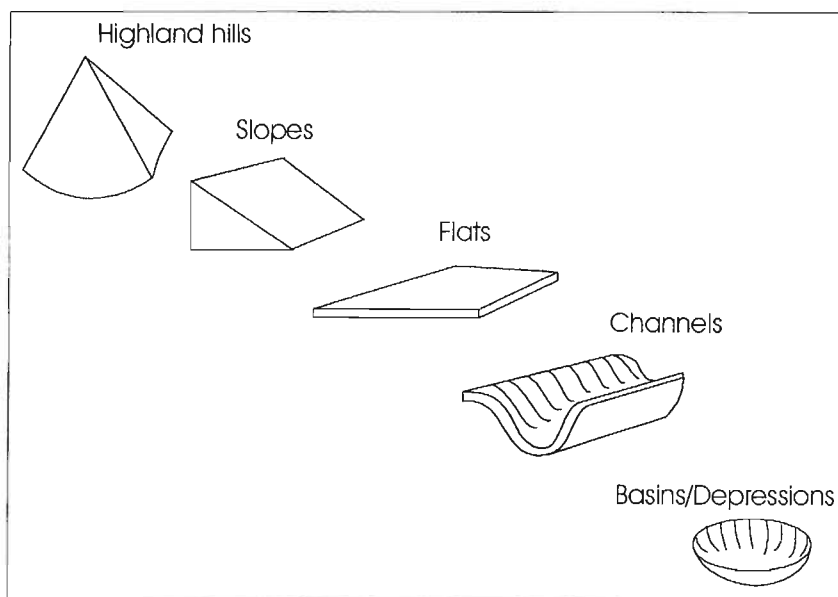 Highland hills
Slopes
Flats
Channels
Basins/Depressions